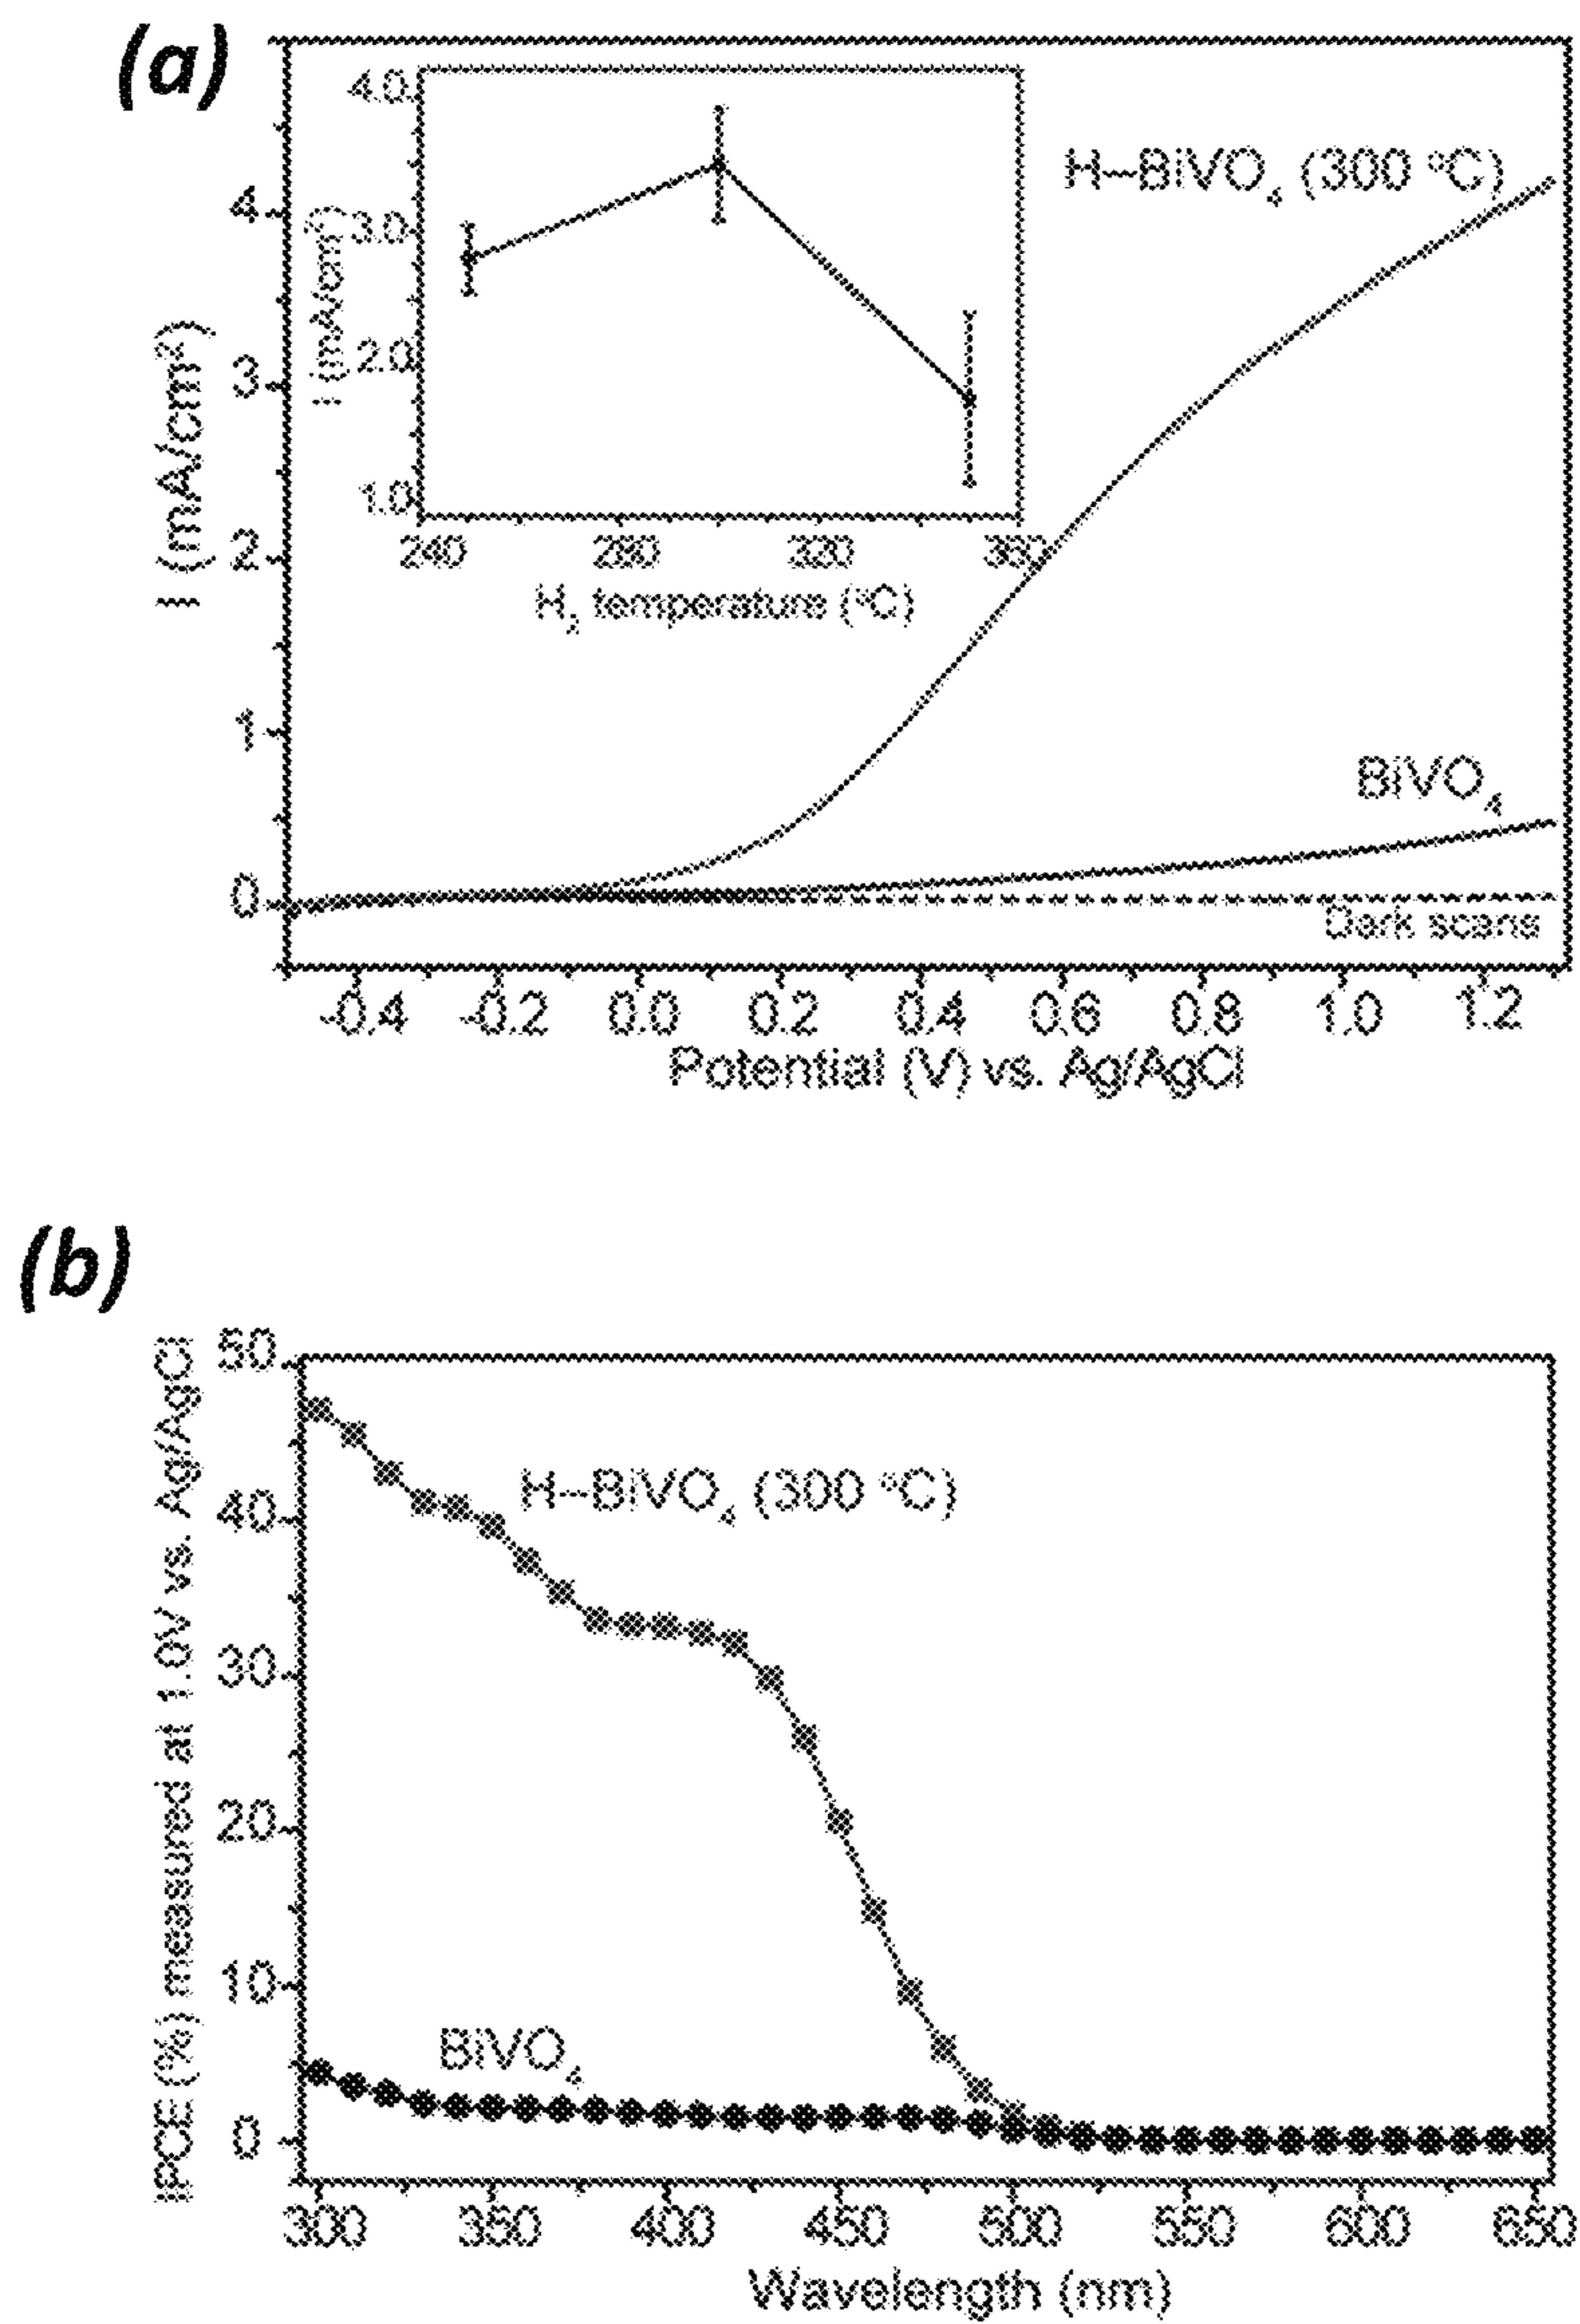 (a)
I (mA/cm²)
4
3
2
1
0
4.0
3.0
2.0
1.0
I (mA/cm²)
240 280 320 360
H₂ temperature (°C)
H–BiVO₄ (300 °C)
BiVO₄
Dark scans
-0.4 -0.2 0.0 0.2 0.4 0.6 0.8 1.0 1.2
Potential (V) vs. Ag/AgCl
(b)
IPCE (%) measured at 1.0V vs. Ag/AgCl
50
40
30
20
10
0
H–BiVO₄ (300 °C)
BiVO₄
300 350 400 450 500 550 600 650
Wavelength (nm)